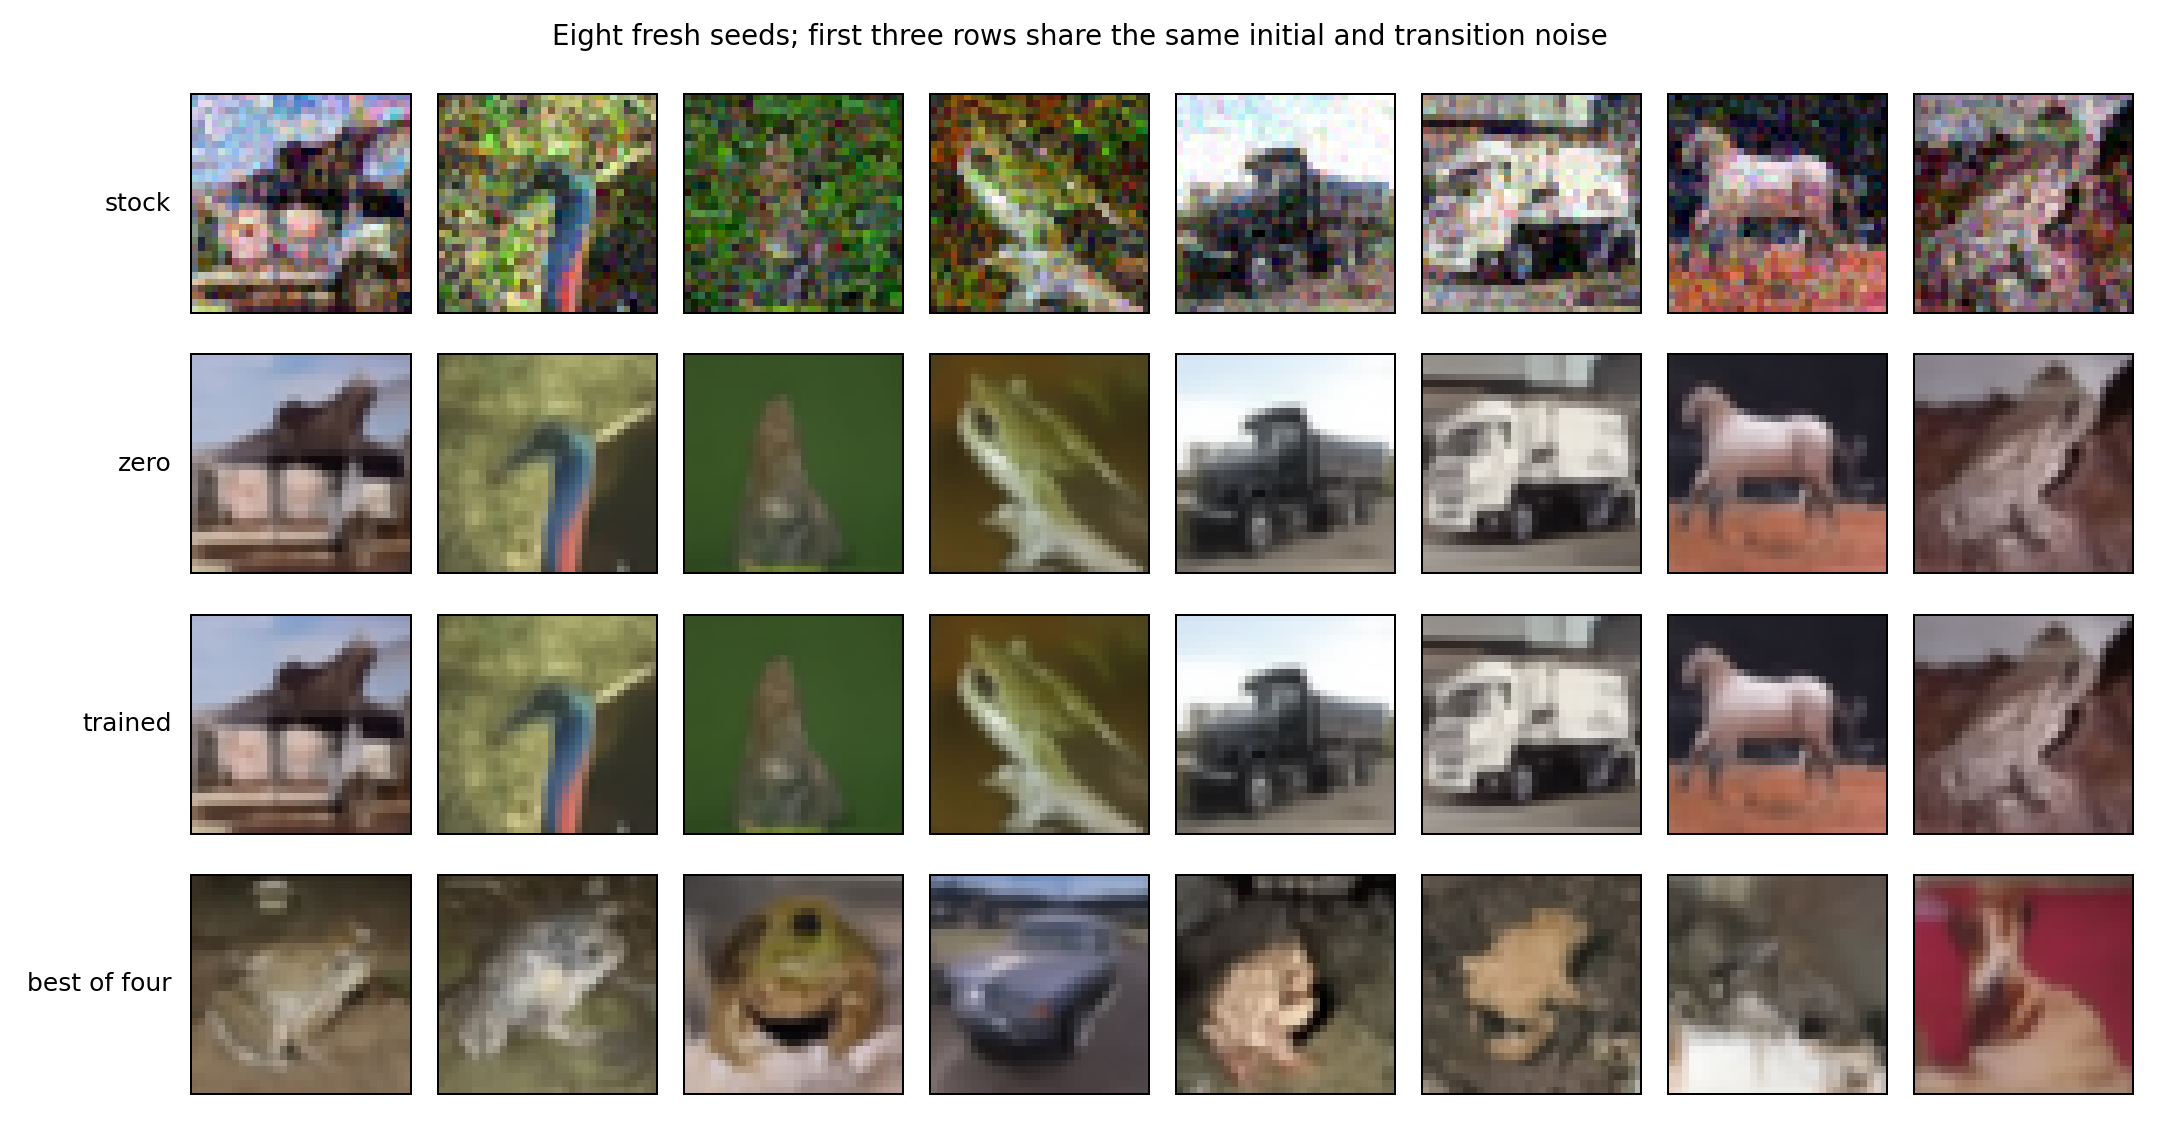 Eight fresh seeds; first three rows share the same initial and transition noise
stock
zero
trained
best of four